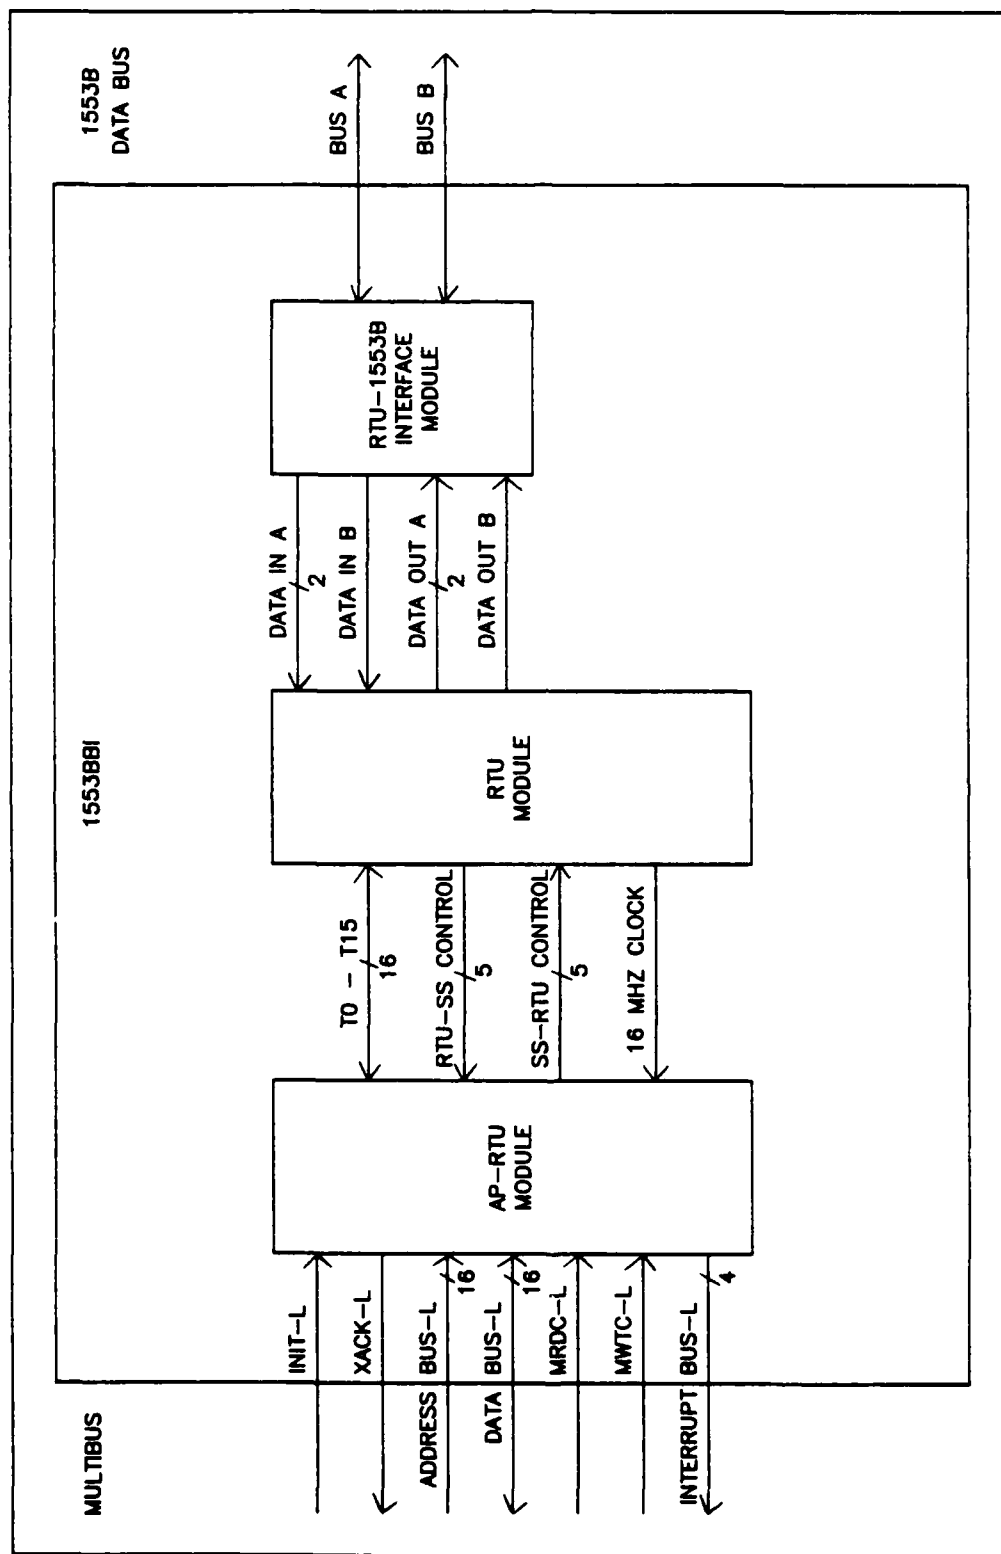 MULTIBUS
1553BBI
1553B
DATA BUS
INIT-L
XACK-L
ADDRESS BUS-L
16
DATA BUS-L
16
MRDC-L
MWTC-L
INTERRUPT BUS-L
4
AP-RTU
MODULE
T0 - T15
16
RTU-SS CONTROL
5
SS-RTU CONTROL
5
16 MHZ CLOCK
RTU
MODULE
DATA IN A
2
DATA IN B
DATA OUT A
2
DATA OUT B
RTU-1553B
INTERFACE
MODULE
BUS A
BUS B